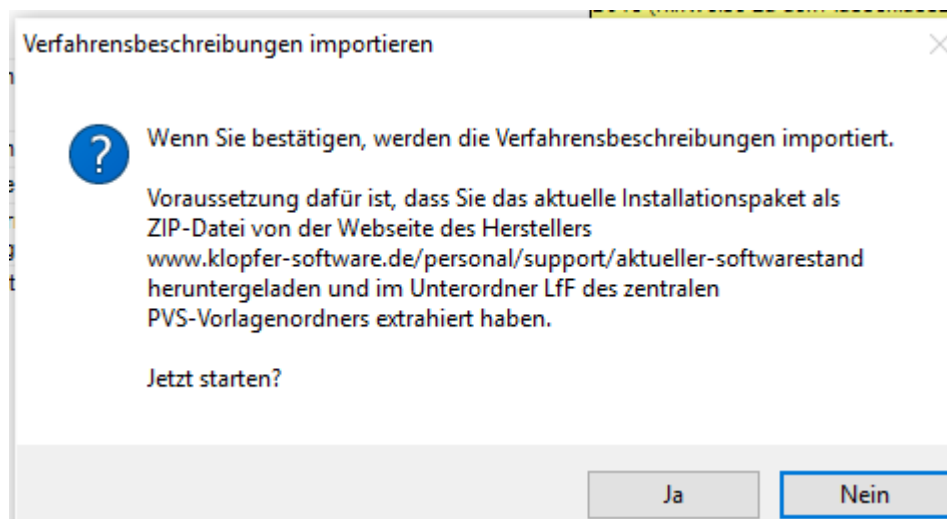 Verfahrensbeschreibungen importieren
Wenn Sie bestätigen, werden die Verfahrensbeschreibungen importiert.
Voraussetzung dafür ist, dass Sie das aktuelle Installationspaket als
ZIP-Datei von der Webseite des Herstellers
www.klopfer-software.de/personal/support/aktueller-softwarestand
heruntergeladen und im Unterordner LfF des zentralen
PVS-Vorlagenordners extrahiert haben.
Jetzt starten?
Ja
Nein